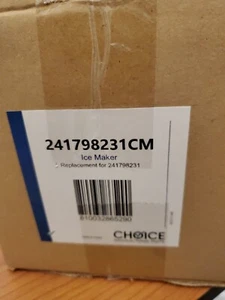 241798231CM
Ice Maker
Replacement for 241798231
CHOICE